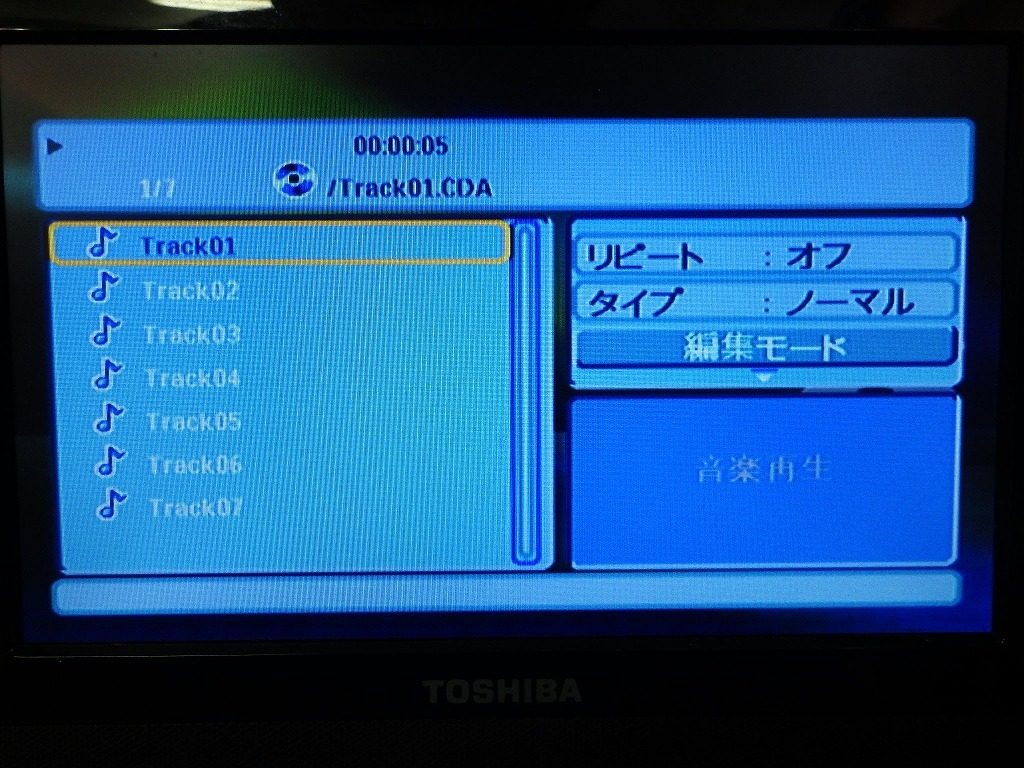 00:00:05
1/7 /Track01.CDA
Track01
Track02
Track03
Track04
Track05
Track06
Track07
リピート : オフ
タイプ : ノーマル
編集モード
音楽再生
TOSHIBA